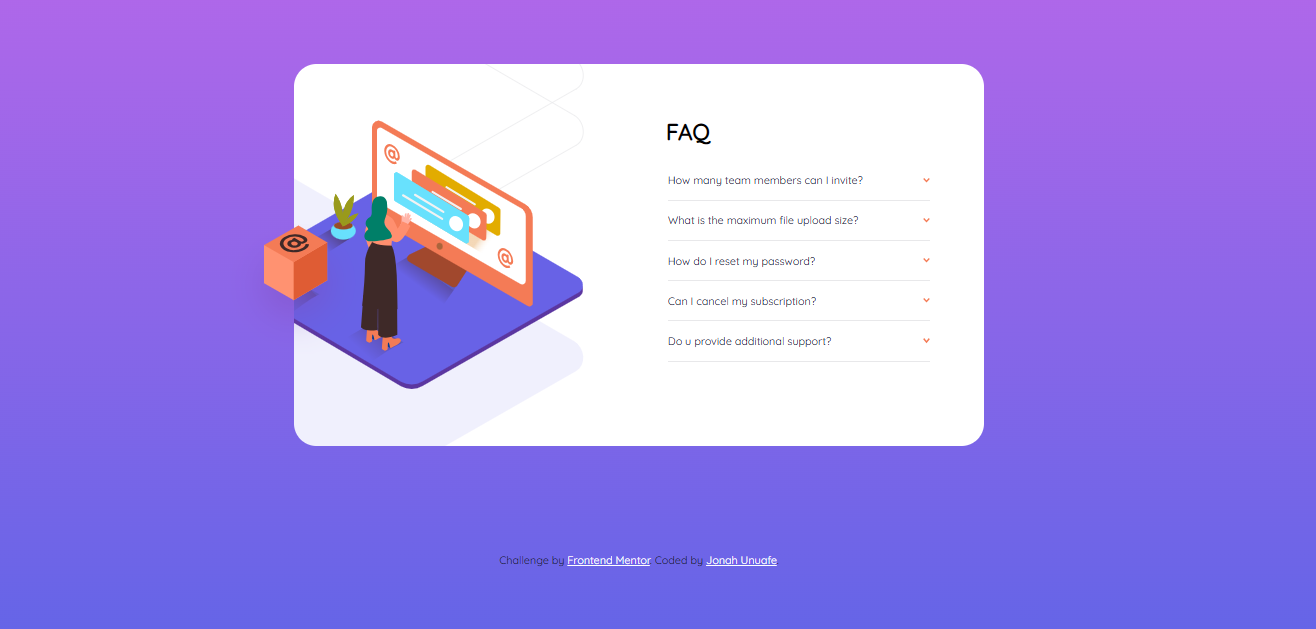 FAQ
How many team members can I invite?
What is the maximum file upload size?
How do I reset my password?
Can I cancel my subscription?
Do u provide additional support?
@
@
@
Challenge by Frontend Mentor. Coded by Jonah Unuafe